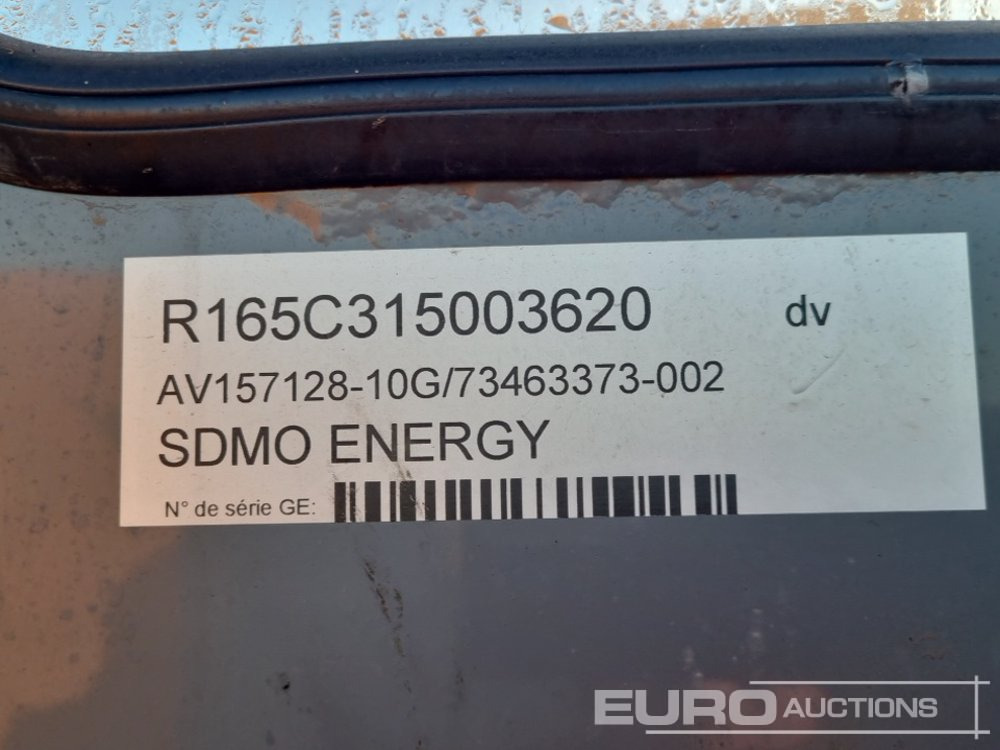 R165C315003620 dv
AV157128-10G/73463373-002
SDMO ENERGY
N° de série GE:
EURO AUCTIONS